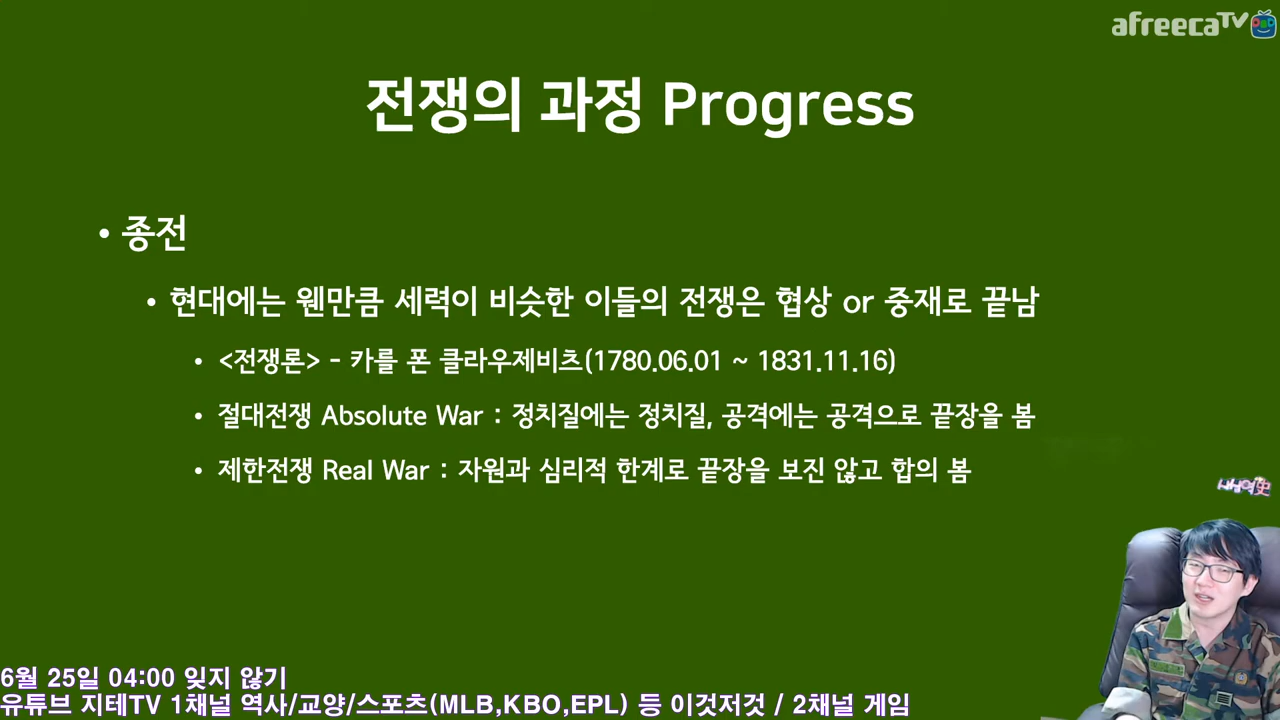 afreecaTV
전쟁의 과정 Progress
• 종전
• 현대에는 웬만큼 세력이 비슷한 이들의 전쟁은 협상 or 중재로 끝남
• <전쟁론> - 카를 폰 클라우제비츠(1780.06.01 ~ 1831.11.16)
• 절대전쟁 Absolute War : 정치질에는 정치질, 공격에는 공격으로 끝장을 봄
• 제한전쟁 Real War : 자원과 심리적 한계로 끝장을 보진 않고 합의 봄
6월 25일 04:00 잊지 않기
유튜브 지테TV 1채널 역사/교양/스포츠(MLB,KBO,EPL) 등 이것저것 / 2채널 게임